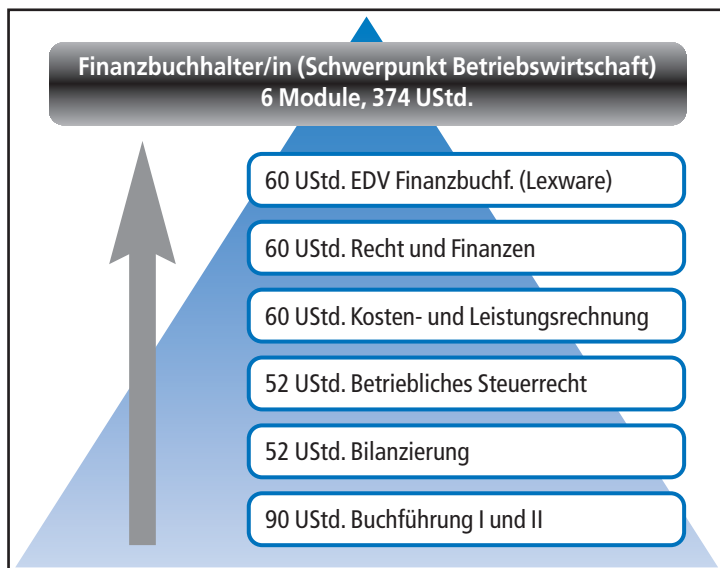 Finanzbuchhalter/in (Schwerpunkt Betriebswirtschaft)
6 Module, 374 UStd.
60 UStd. EDV Finanzbuchf. (Lexware)
60 UStd. Recht und Finanzen
60 UStd. Kosten- und Leistungsrechnung
52 UStd. Betriebliches Steuerrecht
52 UStd. Bilanzierung
90 UStd. Buchführung I und II